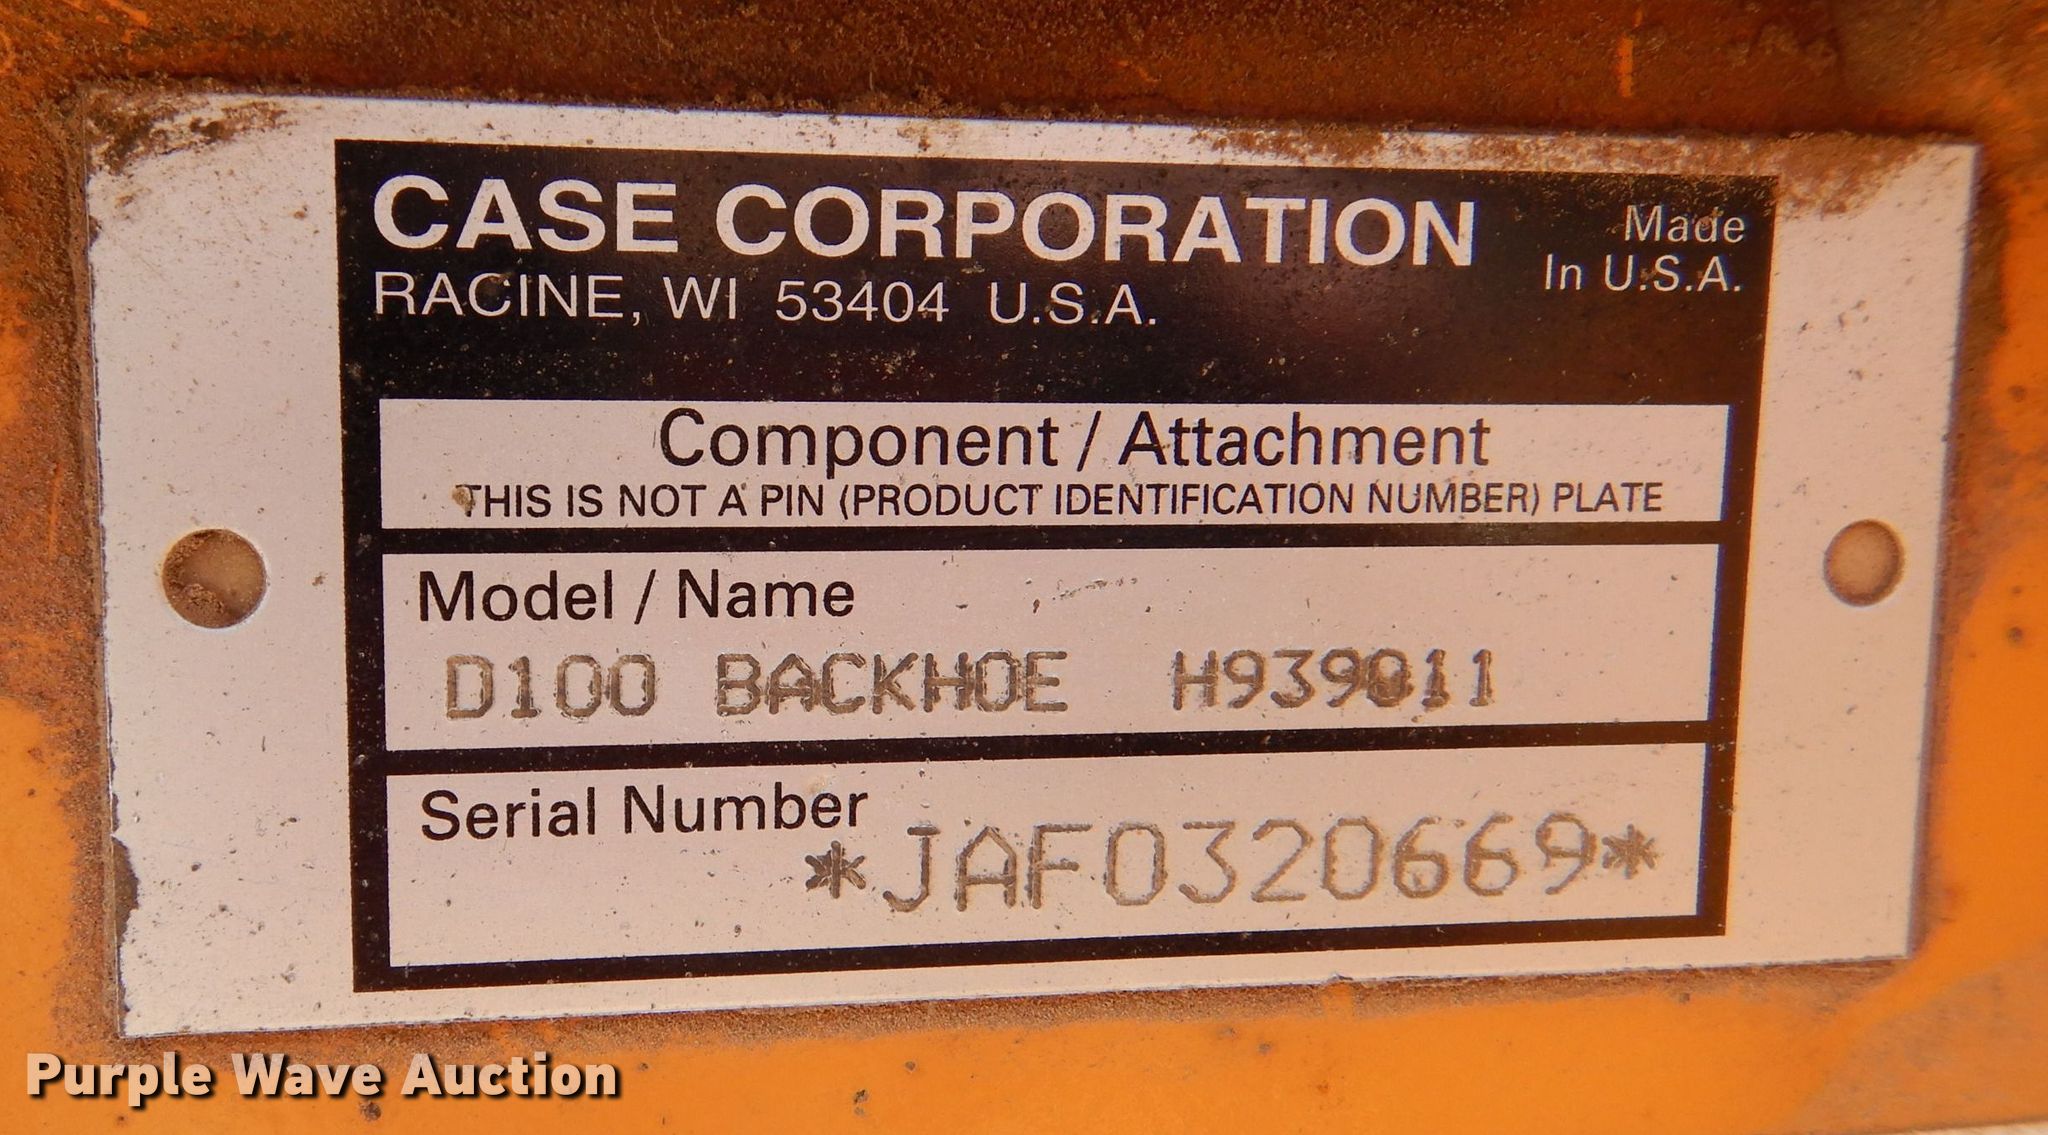 CASE CORPORATION
Made
In U.S.A.
RACINE, WI 53404 U.S.A.
Component / Attachment
THIS IS NOT A PIN (PRODUCT IDENTIFICATION NUMBER) PLATE
Model / Name
D100 BACKHOE H939011
Serial Number
*JAF0320669*
Purple Wave Auction